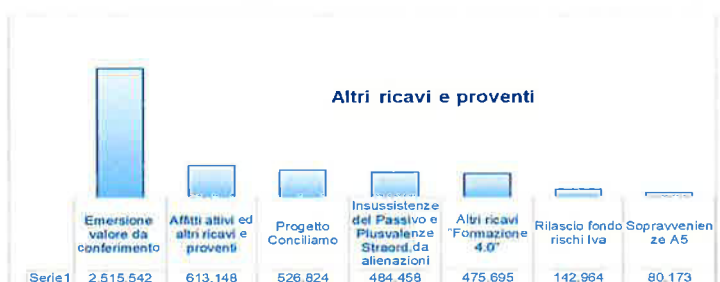 Altri ricavi e proventi
Emersione
valore da
conferimento
Affitti attivi ed
altri ricavi e
proventi
Progetto
Conciliamo
Insussistenze
del Passivo e
Plusvalenze
Straord.da
alienazioni
Altri ricavi
"Formazione
4.0"
Rilascio fondo
rischi Iva
Sopravvenien
ze A5
Serie1 2.515.542 613.148 526.824 484.458 475.695 142.964 80.173